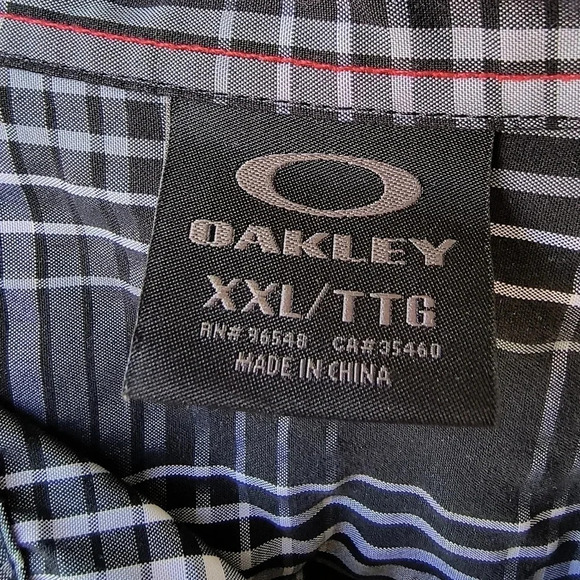 OAKLEY
XXL/TTG
RN# 96548 CA# 35460
MADE IN CHINA